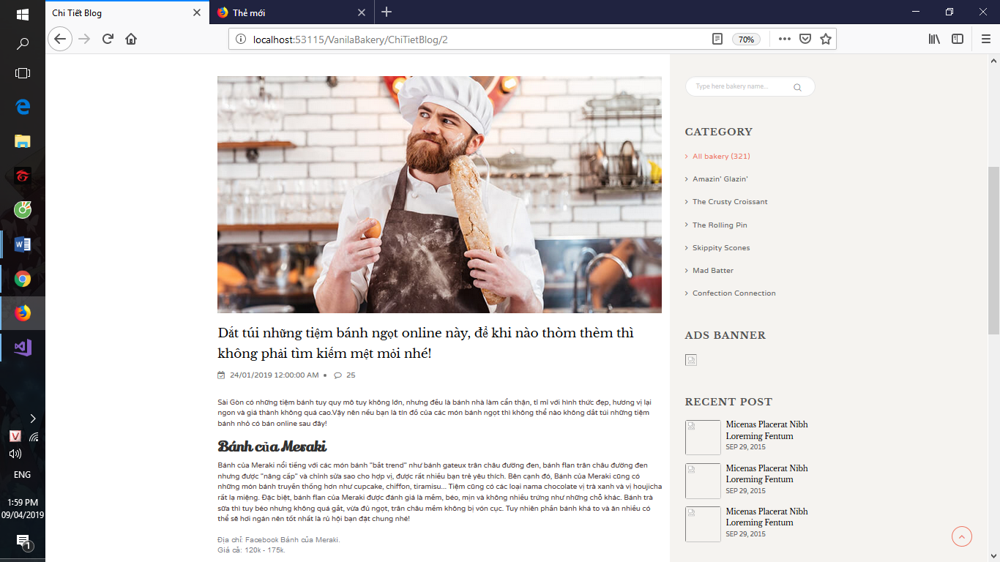 Chi Tiết Blog
Thẻ mới
localhost:53115/VanilaBakery/ChiTietBlog/2
70%
Type here bakery name...
CATEGORY
All bakery (321)
Amazin' Glazin'
The Crusty Croissant
The Rolling Pin
Skippity Scones
Mad Batter
Confection Connection
ADS BANNER
RECENT POST
Micenas Placerat Nibh
Loreming Fentum
SEP 29, 2015
Micenas Placerat Nibh
Loreming Fentum
SEP 29, 2015
Micenas Placerat Nibh
Loreming Fentum
SEP 29, 2015
Dắt túi những tiệm bánh ngọt online này, để khi nào thòm thèm thì
không phải tìm kiếm mệt mỏi nhé!
24/01/2019 12:00:00 AM • 25
Sài Gòn có những tiệm bánh tuy quy mô tuy không lớn, nhưng đều là bánh nhà làm cẩn thận, tỉ mỉ với hình thức đẹp, hương vị lại
ngon và giá thành không quá cao.Vậy nên nếu bạn là tín đồ của các món bánh ngọt thì không thể nào không dắt túi những tiệm
bánh nhỏ có bán online sau đây!
Bánh của Meraki
Bánh của Meraki nổi tiếng với các món bánh "bắt trend" như bánh gateux trân châu đường đen, bánh flan trân châu đường đen
nhưng được "nâng cấp" và chỉnh sửa sao cho hợp vị, được rất nhiều bạn trẻ yêu thích. Bên cạnh đó, Bánh của Meraki cũng có
những món bánh truyền thống hơn như cupcake, chiffon, tiramisu... Tiệm cũng có các loại nama chocolate vị trà xanh và vị houjicha
rất lạ miệng. Đặc biệt, bánh flan của Meraki được đánh giá là mềm, béo, mịn và không nhiều trứng như những chỗ khác. Bánh trà
sữa thì tuy béo nhưng không quá gắt, vừa đủ ngọt, trân châu mềm không bị vón cục. Tuy nhiên phần bánh khá to và ăn nhiều có
thể sẽ hơi ngán nên tốt nhất là rủ hội bạn đặt chung nhé!
Địa chỉ: Facebook Bánh của Meraki.
Giá cả: 120k - 175k.
ENG
1:59 PM
09/04/2019
1